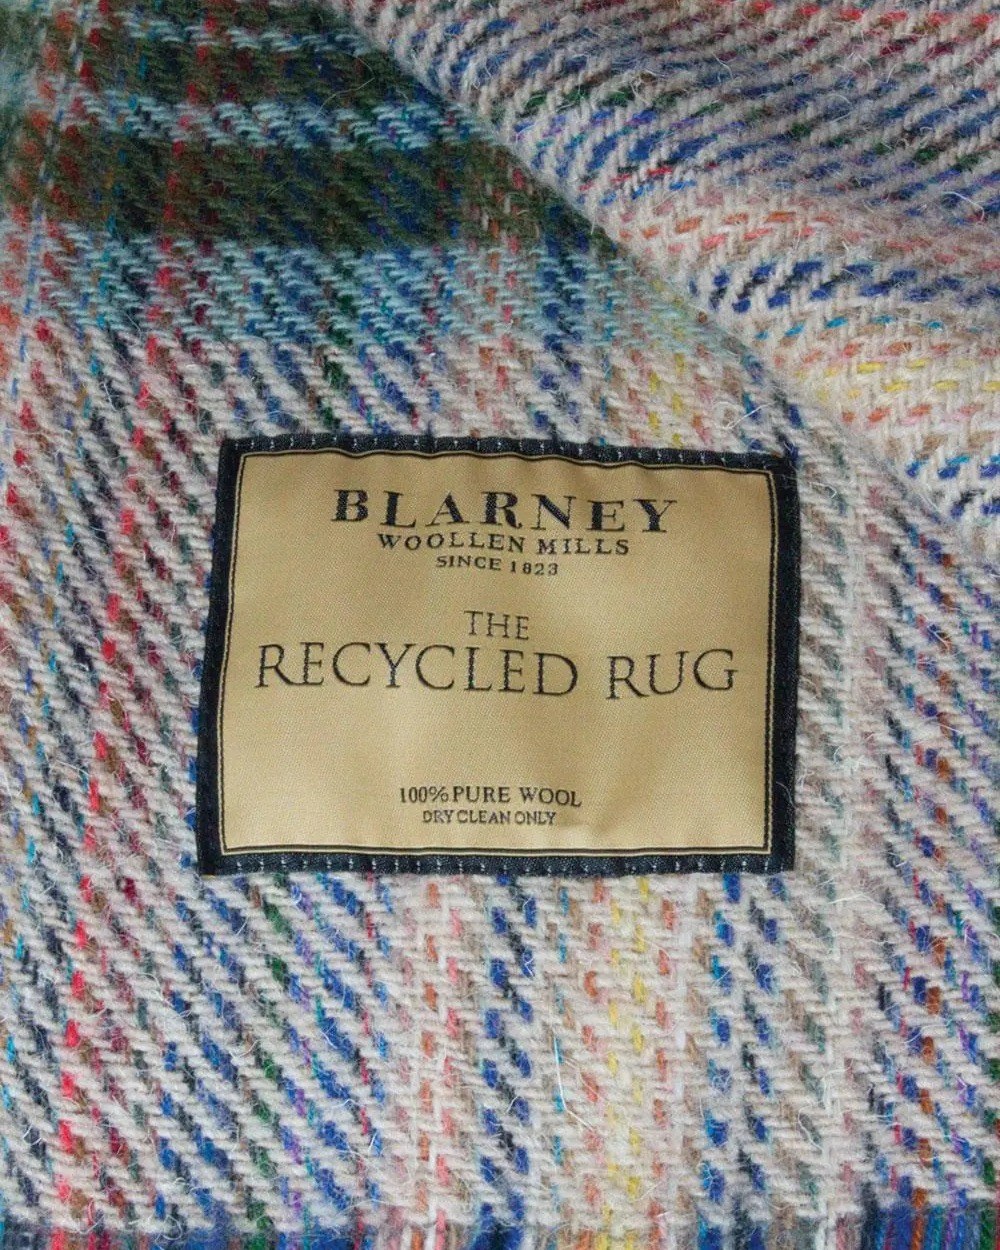 BLARNEY
WOOLLEN MILLS
SINCE 1823
THE
RECYCLED RUG
100% PURE WOOL
DRY CLEAN ONLY